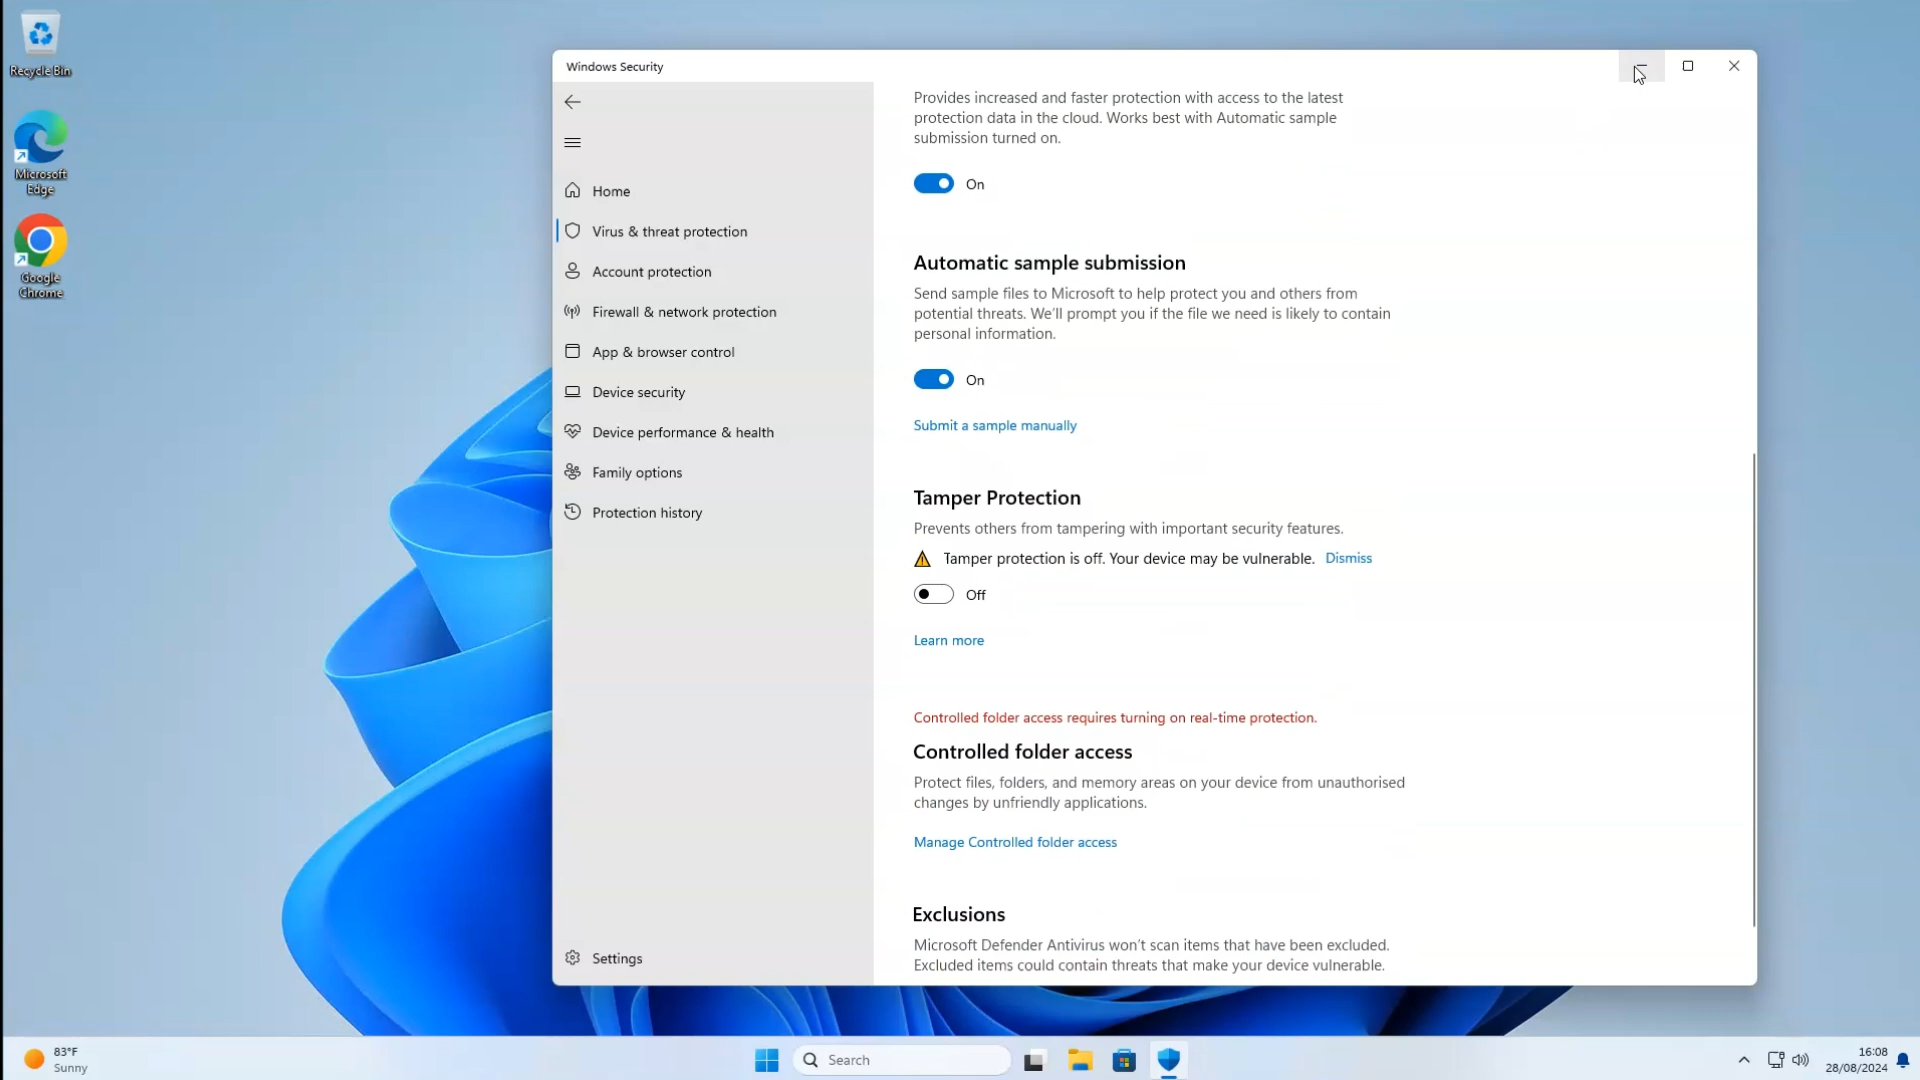 Recycle Bin
Microsoft
Edge
Google
Chrome
Windows Security
Home
Virus & threat protection
Account protection
Firewall & network protection
App & browser control
Device security
Device performance & health
Family options
Protection history
Settings
Provides increased and faster protection with access to the latest
protection data in the cloud. Works best with Automatic sample
submission turned on.
On
Automatic sample submission
Send sample files to Microsoft to help protect you and others from
potential threats. We'll prompt you if the file we need is likely to contain
personal information.
On
Submit a sample manually
Tamper Protection
Prevents others from tampering with important security features.
Tamper protection is off. Your device may be vulnerable. Dismiss
Off
Learn more
Controlled folder access requires turning on real-time protection.
Controlled folder access
Protect files, folders, and memory areas on your device from unauthorised
changes by unfriendly applications.
Manage Controlled folder access
Exclusions
Microsoft Defender Antivirus won't scan items that have been excluded.
Excluded items could contain threats that make your device vulnerable.
83°F
Sunny
Search
16:08
28/08/2024